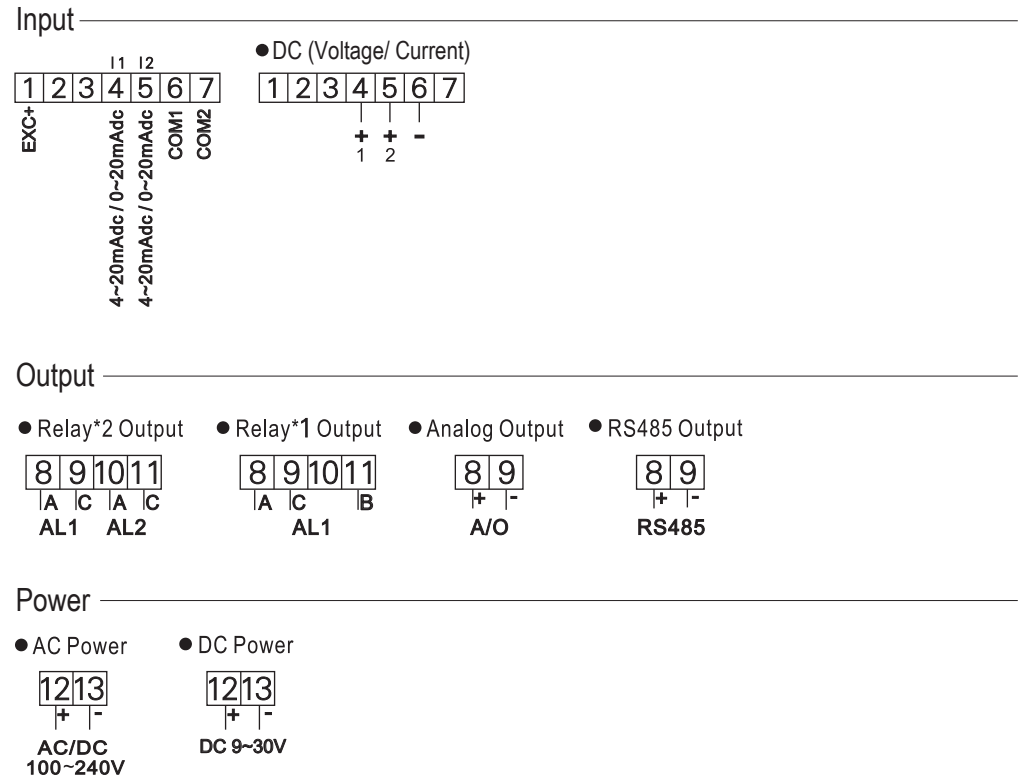 Input
● DC (Voltage/ Current)
I1 I2
1 2 3 4 5 6 7
EXC+
4~20mAdc / 0~20mAdc
4~20mAdc / 0~20mAdc
COM1
COM2
1 2 3 4 5 6 7
+ + -
1 2
Output
● Relay*2 Output
8 9 10 11
A C A C
AL1 AL2
● Relay*1 Output
8 9 10 11
A C B
AL1
● Analog Output
8 9
+ -
A/O
● RS485 Output
8 9
+ -
RS485
Power
● AC Power
12 13
+ -
AC/DC
100~240V
● DC Power
12 13
+ -
DC 9~30V